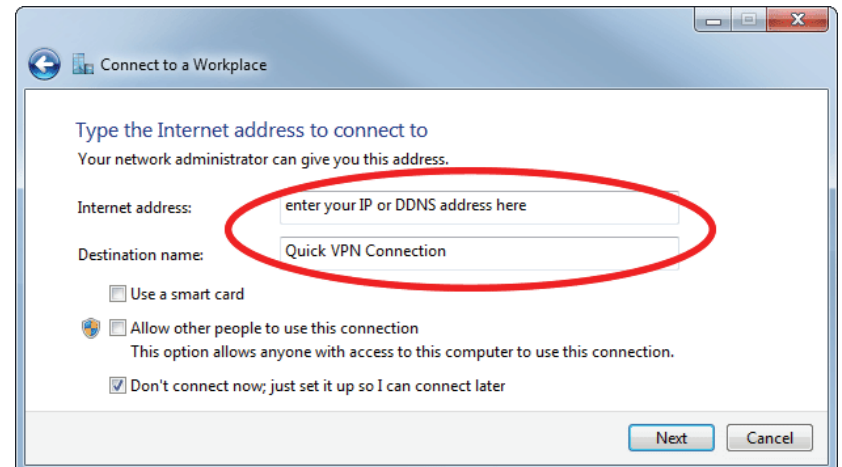 Connect to a Workplace
Type the Internet address to connect to
Your network administrator can give you this address.
Internet address:
enter your IP or DDNS address here
Destination name:
Quick VPN Connection
Use a smart card
Allow other people to use this connection
This option allows anyone with access to this computer to use this connection.
Don't connect now; just set it up so I can connect later
Next
Cancel